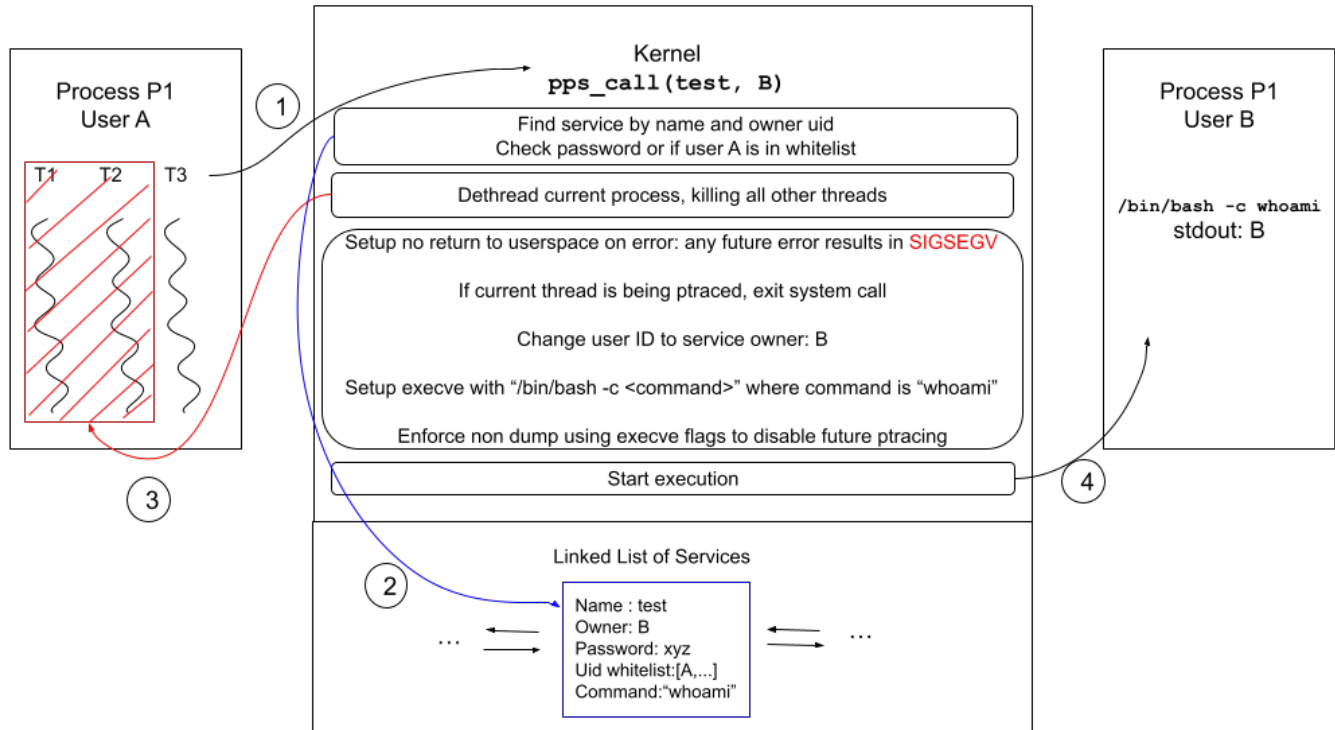 Process P1
User A
T1 T2 T3
1
Kernel
pps_call(test, B)
Find service by name and owner uid
Check password or if user A is in whitelist
Dethread current process, killing all other threads
Setup no return to userspace on error: any future error results in SIGSEGV
If current thread is being ptraced, exit system call
Change user ID to service owner: B
Setup execve with “/bin/bash -c <command>” where command is “whoami”
Enforce non dump using execve flags to disable future ptracing
Start execution
3
4
Process P1
User B
/bin/bash -c whoami
stdout: B
Linked List of Services
2
...
Name : test
Owner: B
Password: xyz
Uid whitelist:[A,...]
Command:“whoami”
...